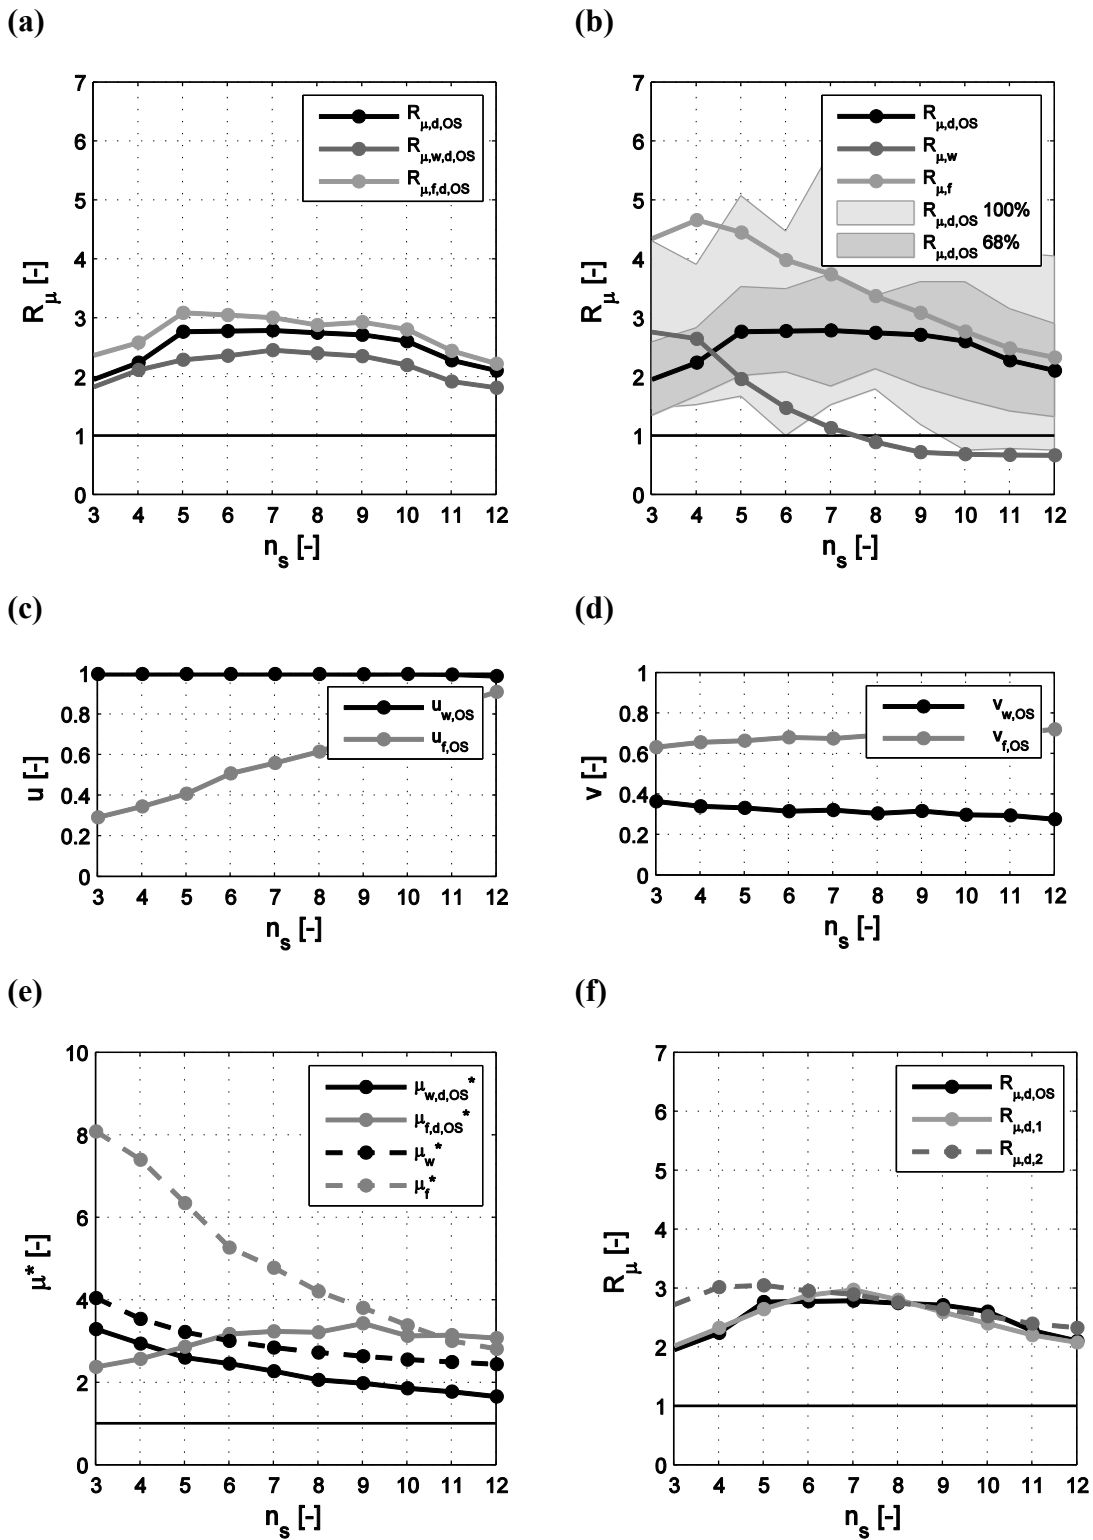 (a)
(b)
7
6
5
4
3
2
1
0
R_μ [-]
3 4 5 6 7 8 9 10 11 12
n_s [-]
R_μ,d,OS
R_μ,w,d,OS
R_μ,f,d,OS
7
6
5
4
3
2
1
0
R_μ [-]
3 4 5 6 7 8 9 10 11 12
n_s [-]
R_μ,d,OS
R_μ,w
R_μ,f
R_μ,d,OS 100%
R_μ,d,OS 68%
(c)
(d)
1
0.8
0.6
0.4
0.2
0
u [-]
3 4 5 6 7 8 9 10 11 12
n_s [-]
u_w,OS
u_f,OS
1
0.8
0.6
0.4
0.2
0
v [-]
3 4 5 6 7 8 9 10 11 12
n_s [-]
v_w,OS
v_f,OS
(e)
(f)
10
8
6
4
2
0
μ* [-]
3 4 5 6 7 8 9 10 11 12
n_s [-]
μ_w,d,OS*
μ_f,d,OS*
μ_w*
μ_f*
7
6
5
4
3
2
1
0
R_μ [-]
3 4 5 6 7 8 9 10 11 12
n_s [-]
R_μ,d,OS
R_μ,d,1
R_μ,d,2